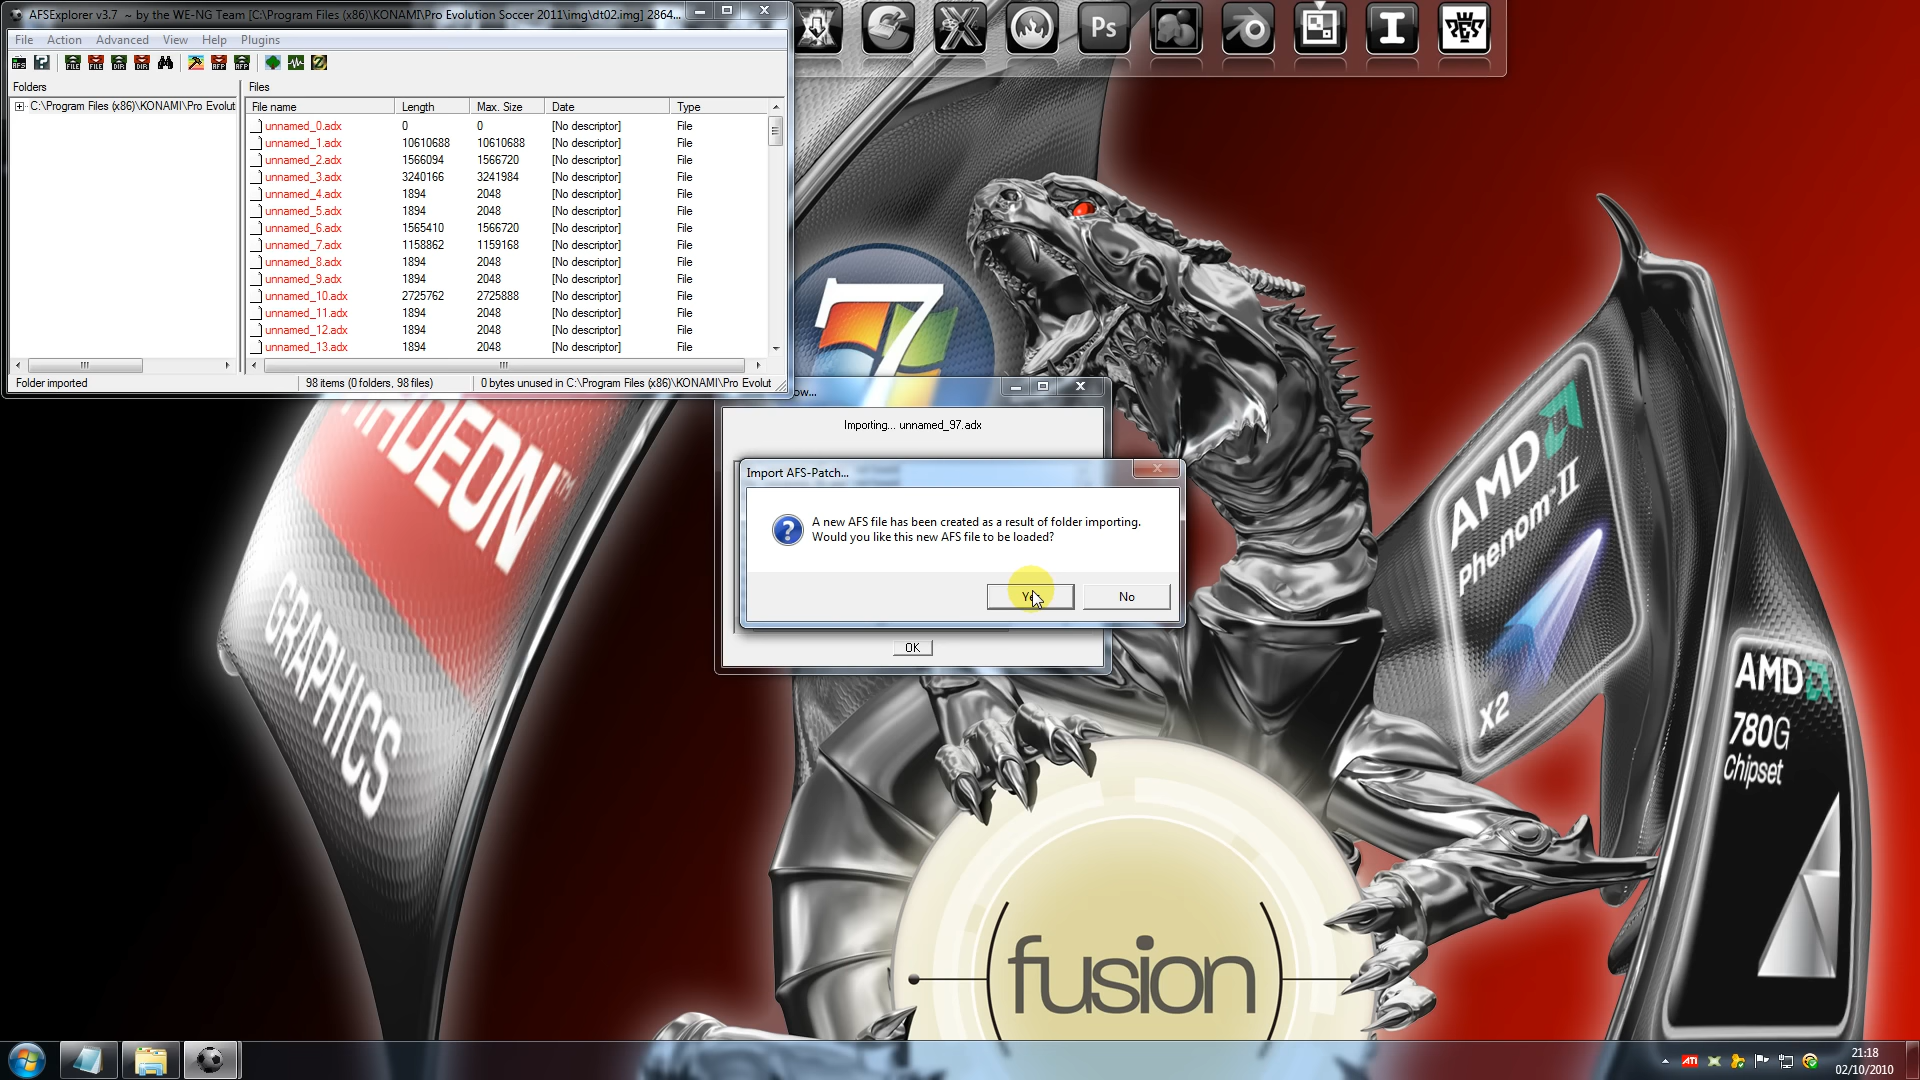 AFSExplorer v3.7 ~ by the WE-NG Team [C:\Program Files (x86)\KONAMI\Pro Evolution Soccer 2011\img\dt02.img] 2864...
File Action Advanced View Help Plugins
Folders
Files
C:\Program Files (x86)\KONAMI\Pro Evolut
File name Length Max. Size Date Type
unnamed_0.adx 0 0 [No descriptor] File
unnamed_1.adx 10610688 10610688 [No descriptor] File
unnamed_2.adx 1566094 1566720 [No descriptor] File
unnamed_3.adx 3240166 3241984 [No descriptor] File
unnamed_4.adx 1894 2048 [No descriptor] File
unnamed_5.adx 1894 2048 [No descriptor] File
unnamed_6.adx 1565410 1566720 [No descriptor] File
unnamed_7.adx 1158862 1159168 [No descriptor] File
unnamed_8.adx 1894 2048 [No descriptor] File
unnamed_9.adx 1894 2048 [No descriptor] File
unnamed_10.adx 2725762 2725888 [No descriptor] File
unnamed_11.adx 1894 2048 [No descriptor] File
unnamed_12.adx 1894 2048 [No descriptor] File
unnamed_13.adx 1894 2048 [No descriptor] File
Folder imported
98 items (0 folders, 98 files)
0 bytes unused in C:\Program Files (x86)\KONAMI\Pro Evolut
Ps
PES
7
ow...
Importing... unnamed_97.adx
Import AFS-Patch...
A new AFS file has been created as a result of folder importing.
Would you like this new AFS file to be loaded?
Yes
No
OK
RADEON™
GRAPHICS
AMD
Phenom™ II
X2
AMD
780G
Chipset
fusion
ATI
21:18
02/10/2010